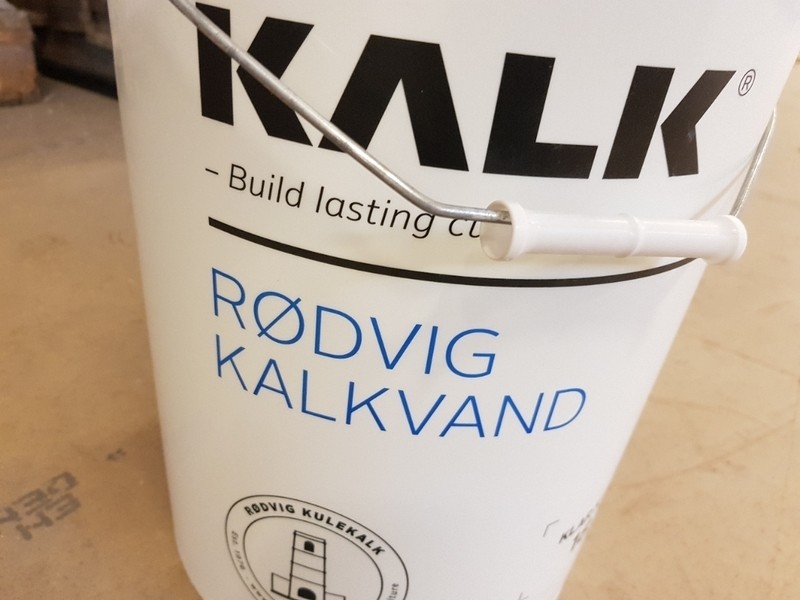 KALK®
– Build lasting
RØDVIG
KALKVAND
RØDVIG KULEKALK